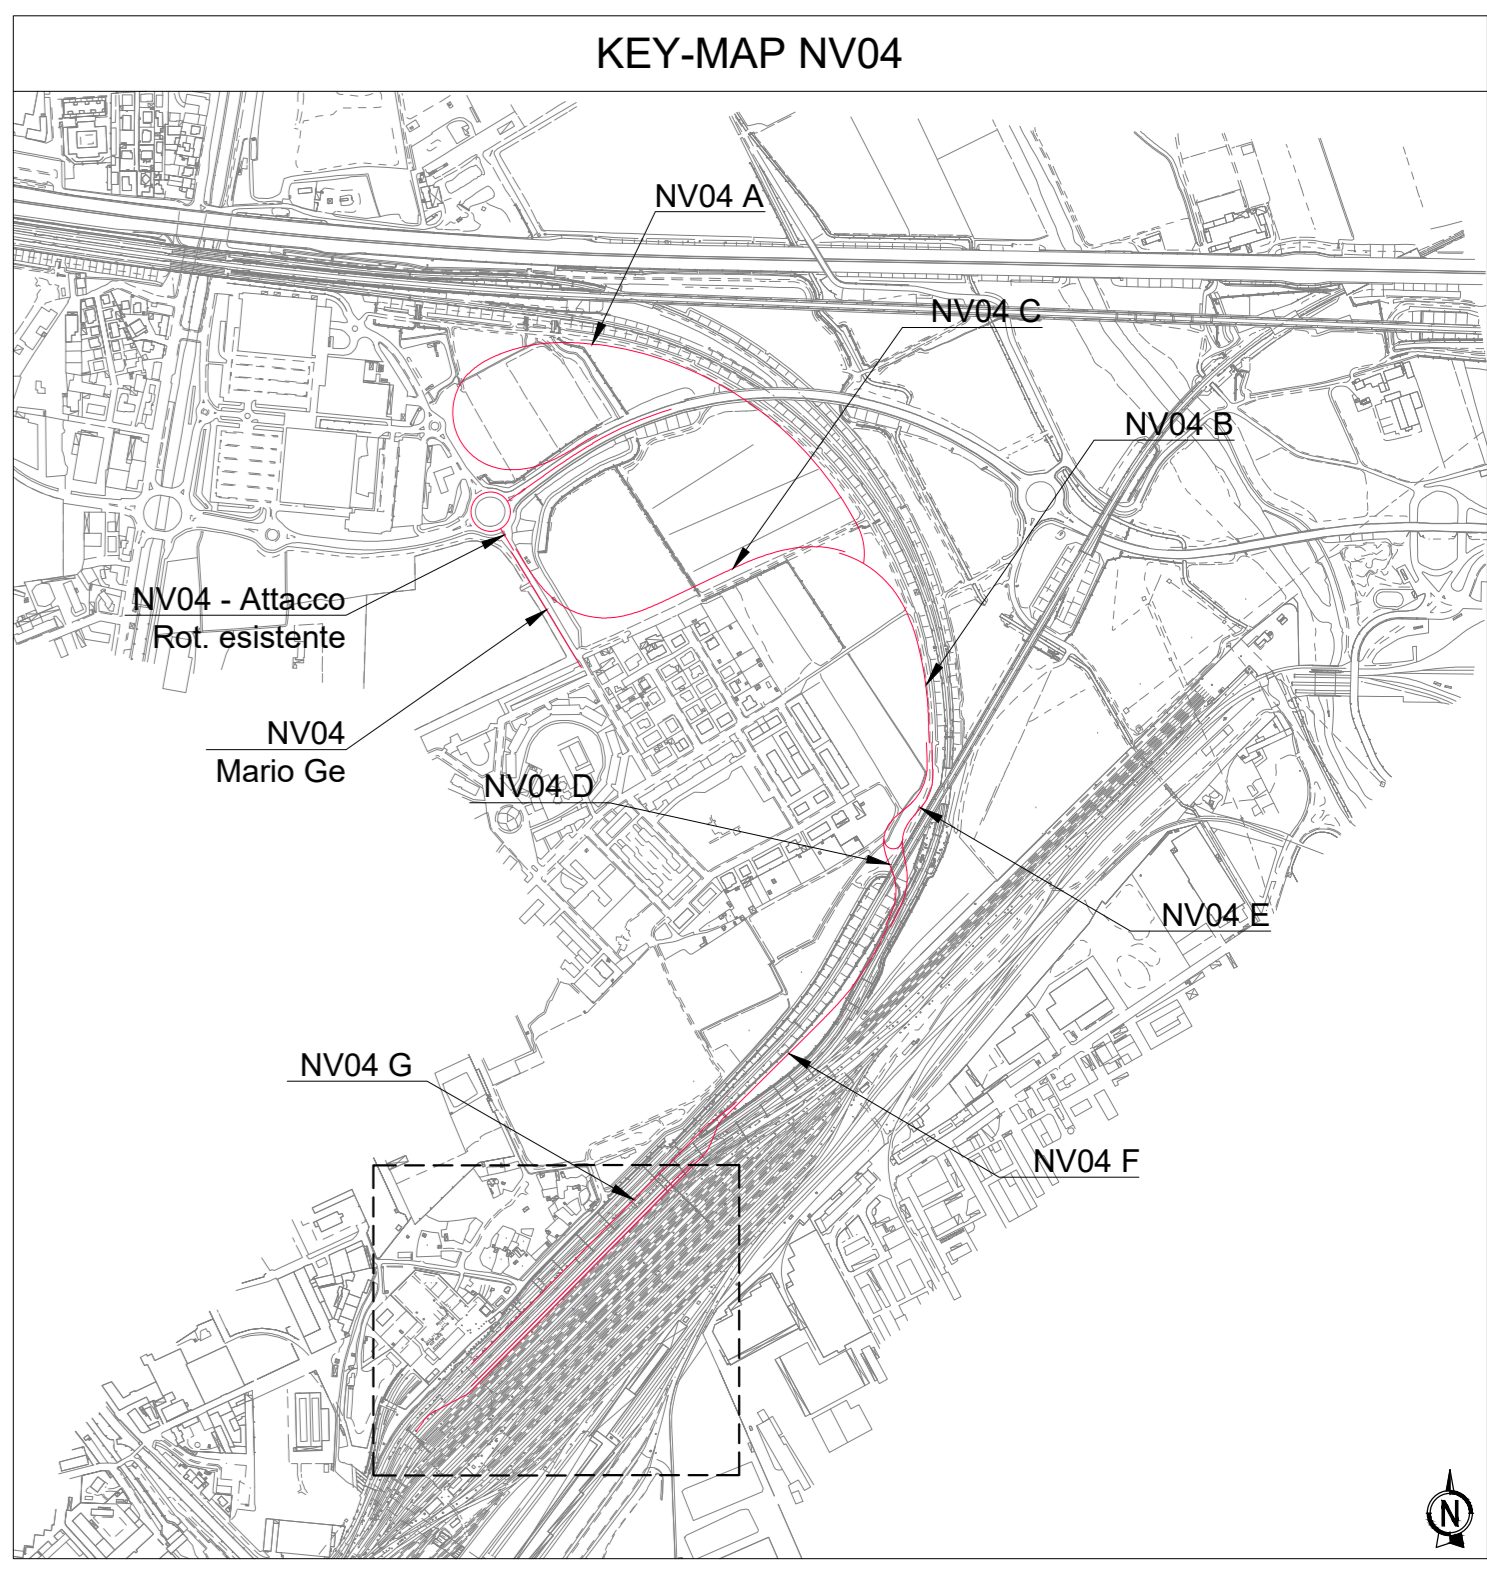 KEY-MAP NV04
NV04 A
NV04 C
NV04 B
NV04 - Attacco
Rot. esistente
NV04
Mario Ge
NV04 D
NV04 E
NV04 G
NV04 F
N